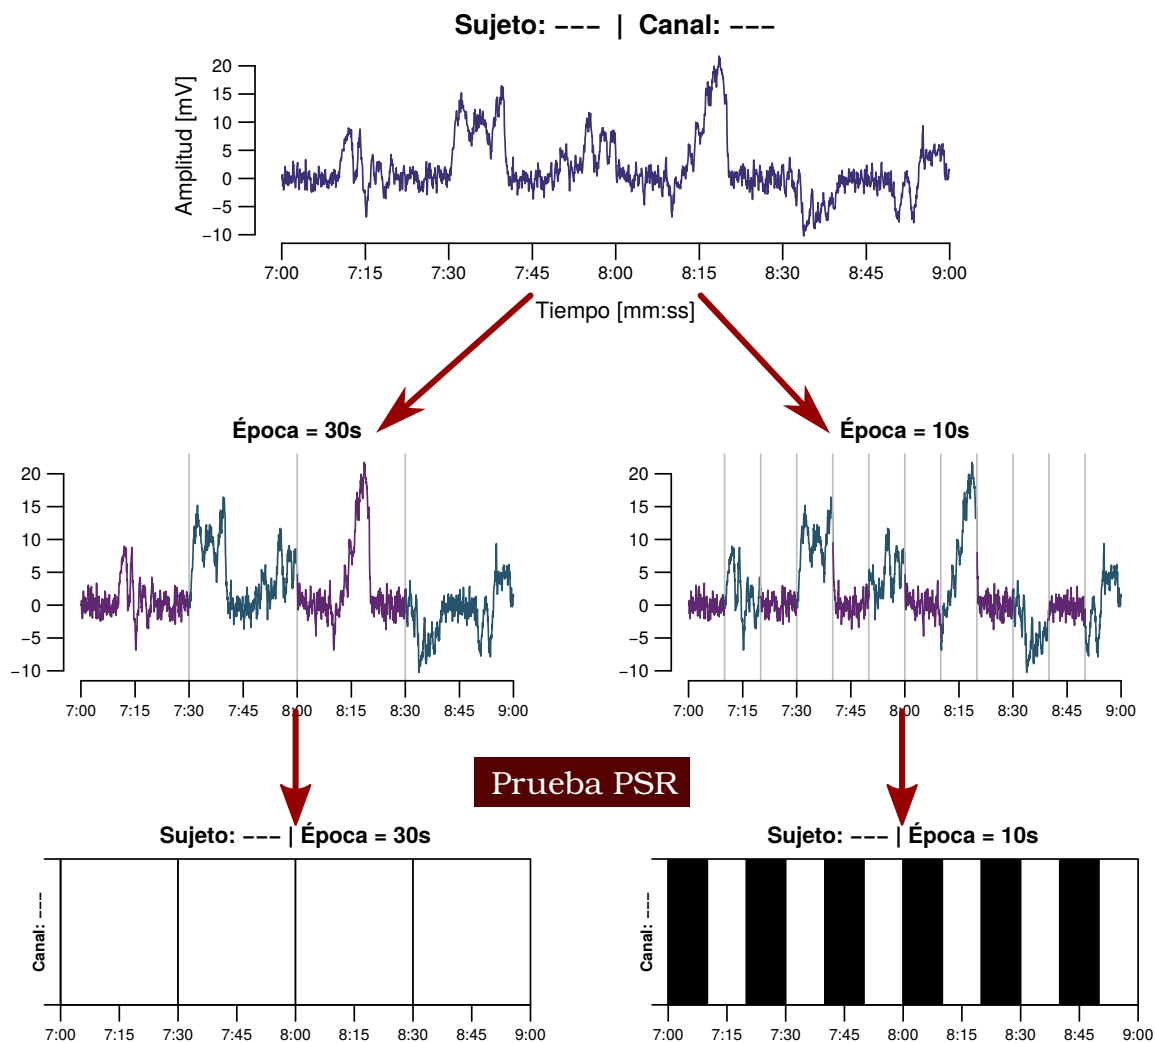 Sujeto: --- | Canal: ---
Amplitud [mV]
20
15
10
5
0
−5
−10
7:00 7:15 7:30 7:45 8:00 8:15 8:30 8:45 9:00
Tiempo [mm:ss]
Época = 30s
20
15
10
5
0
−5
−10
7:00 7:15 7:30 7:45 8:00 8:15 8:30 8:45 9:00
Época = 10s
20
15
10
5
0
−5
−10
7:00 7:15 7:30 7:45 8:00 8:15 8:30 8:45 9:00
Prueba PSR
Sujeto: --- | Época = 30s
Canal: ---
7:00 7:15 7:30 7:45 8:00 8:15 8:30 8:45 9:00
Sujeto: --- | Época = 10s
Canal: ---
7:00 7:15 7:30 7:45 8:00 8:15 8:30 8:45 9:00